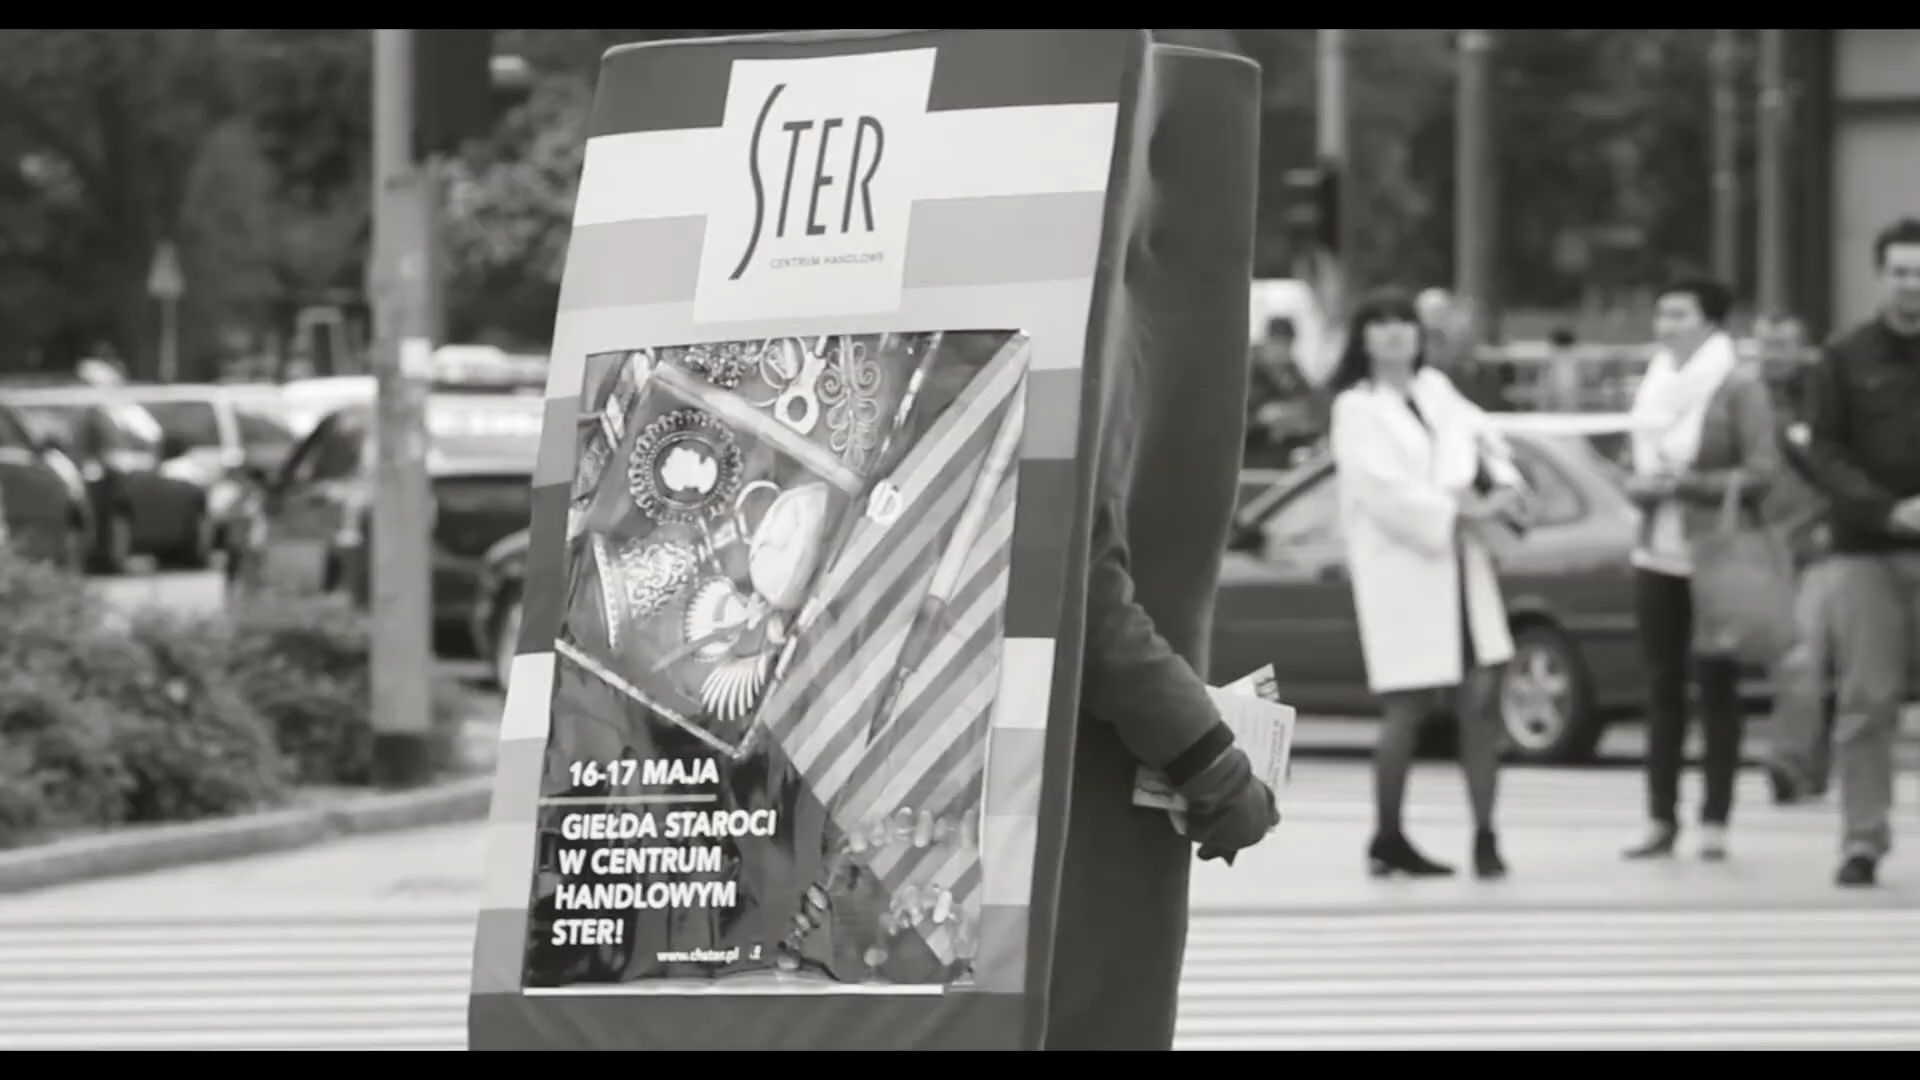 STER
CENTRUM HANDLOWE
16-17 MAJA
GIEŁDA STAROCI
W CENTRUM
HANDLOWYM
STER!
www.chster.pl